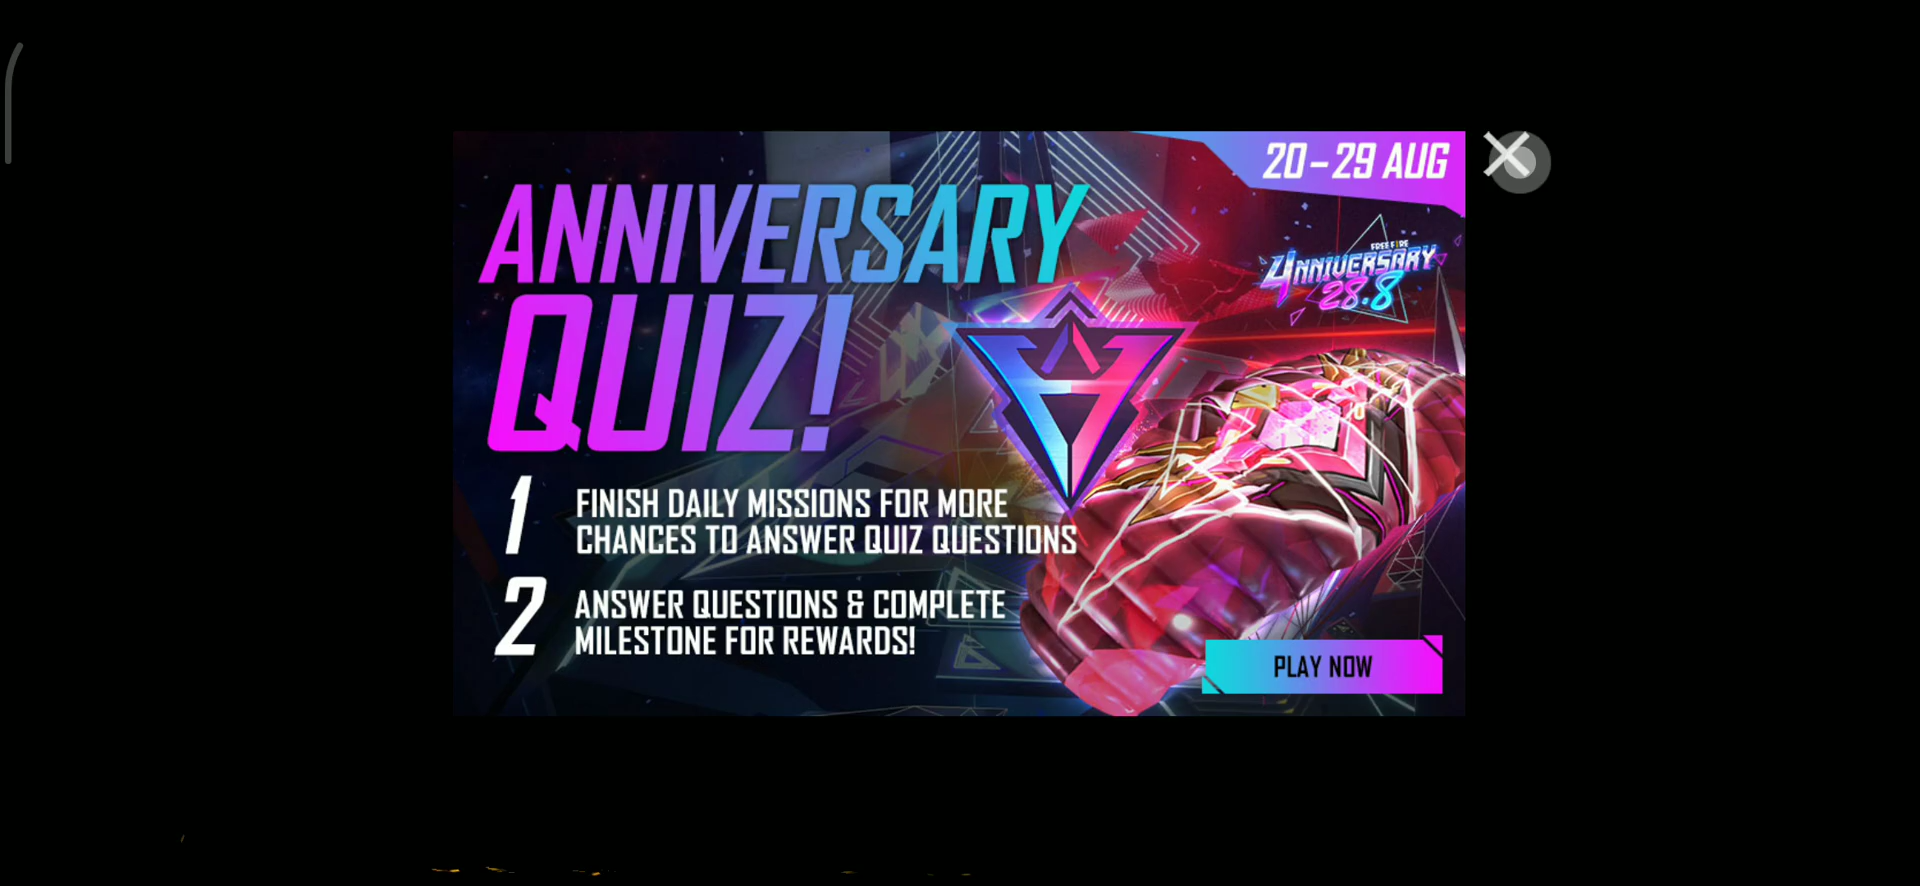 20-29 AUG
ANNIVERSARY
QUIZ!
FREE FIRE
4NNIVERSARY
28.8
1 FINISH DAILY MISSIONS FOR MORE
CHANCES TO ANSWER QUIZ QUESTIONS
2 ANSWER QUESTIONS & COMPLETE
MILESTONE FOR REWARDS!
PLAY NOW